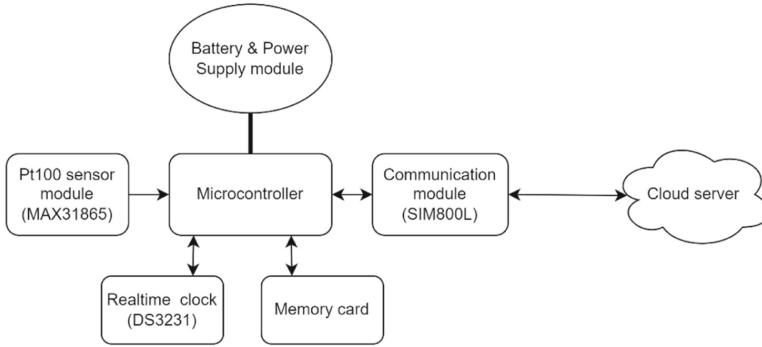 Battery & Power
Supply module
Pt100 sensor
module
(MAX31865)
Microcontroller
Communication
module
(SIM800L)
Cloud server
Realtime clock
(DS3231)
Memory card